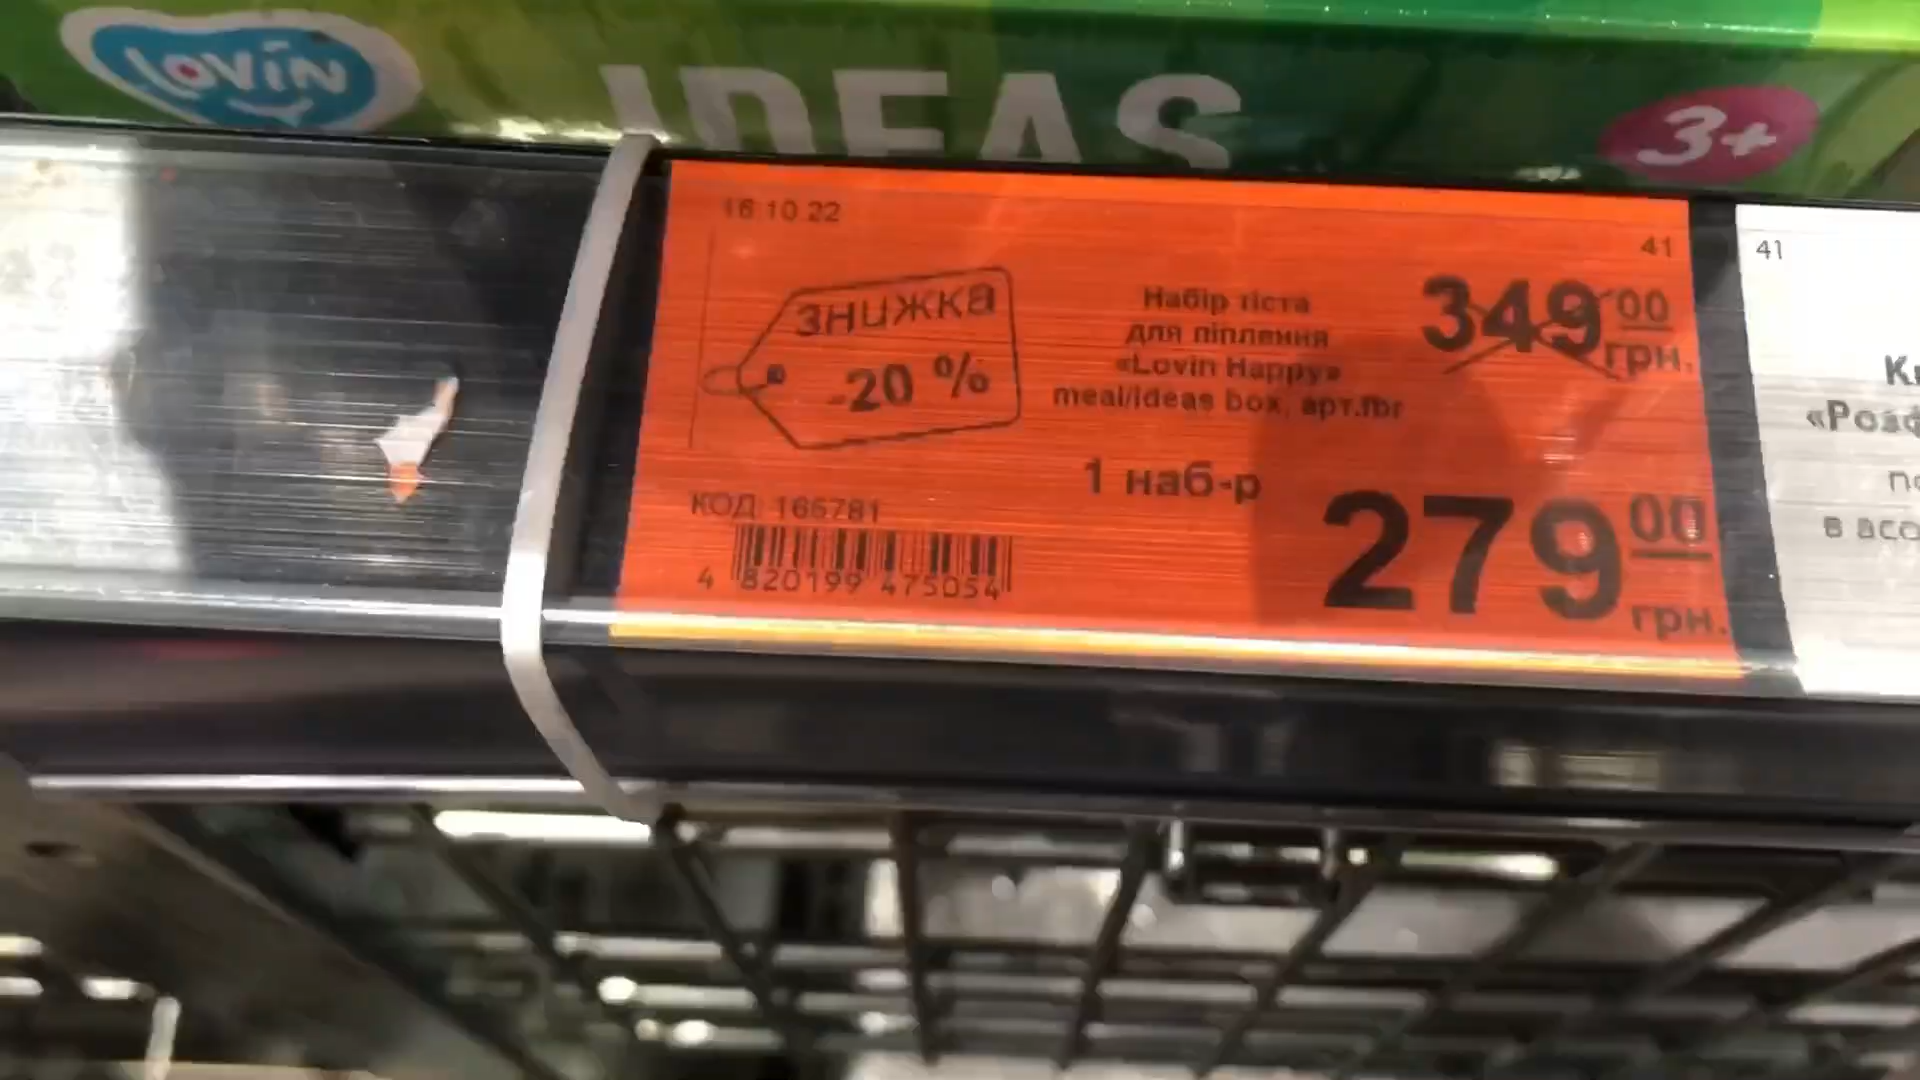 Lovin
IDEAS
3+
16.10.22
41
ЗНИЖКА
-20 %
Набір тіста
для ліплення
«Lovin Happy»
meal/ideas box, арт.fbr
349 00
грн.
1 наб-р
279 00
грн.
КОД: 166781
4 820199 475054
41
«Розф
в асо